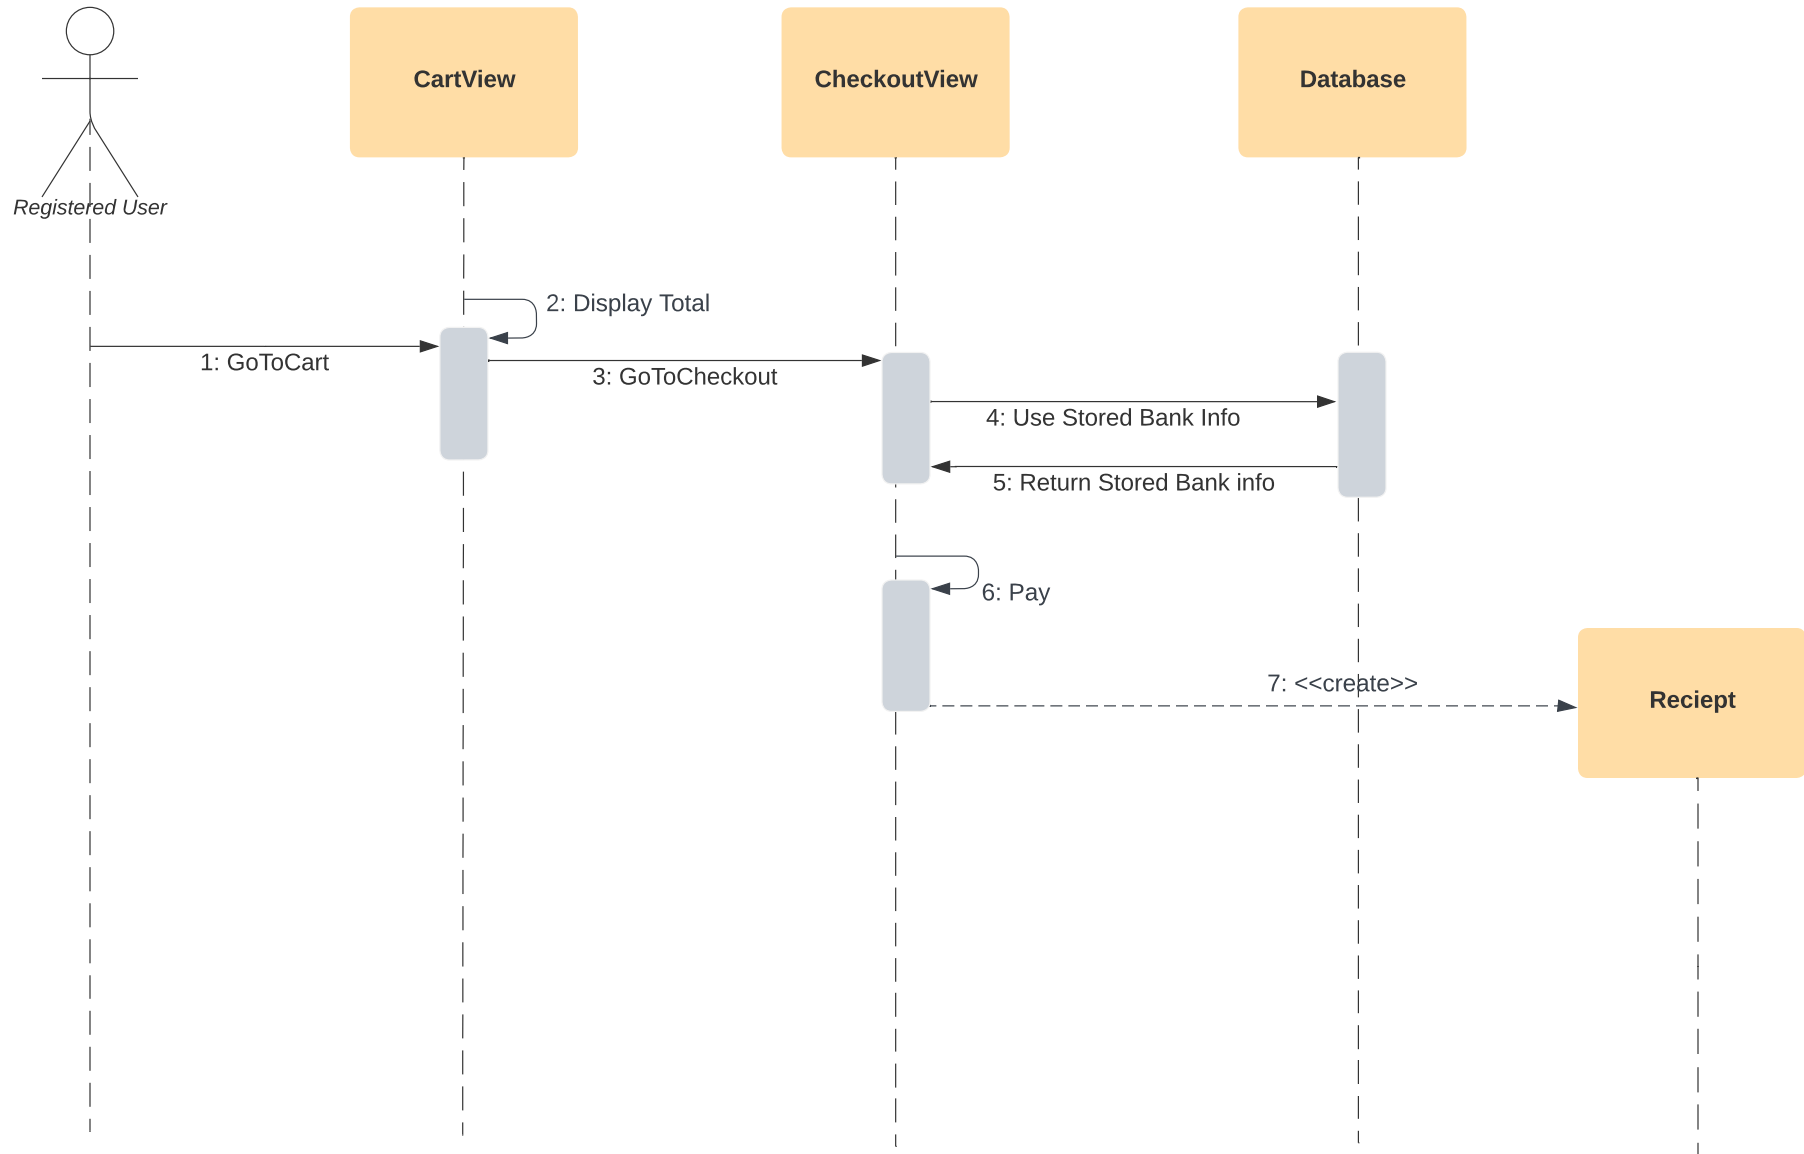 CartView
CheckoutView
Database
Registered User
2: Display Total
1: GoToCart
3: GoToCheckout
4: Use Stored Bank Info
5: Return Stored Bank info
6: Pay
7: <<create>>
Reciept